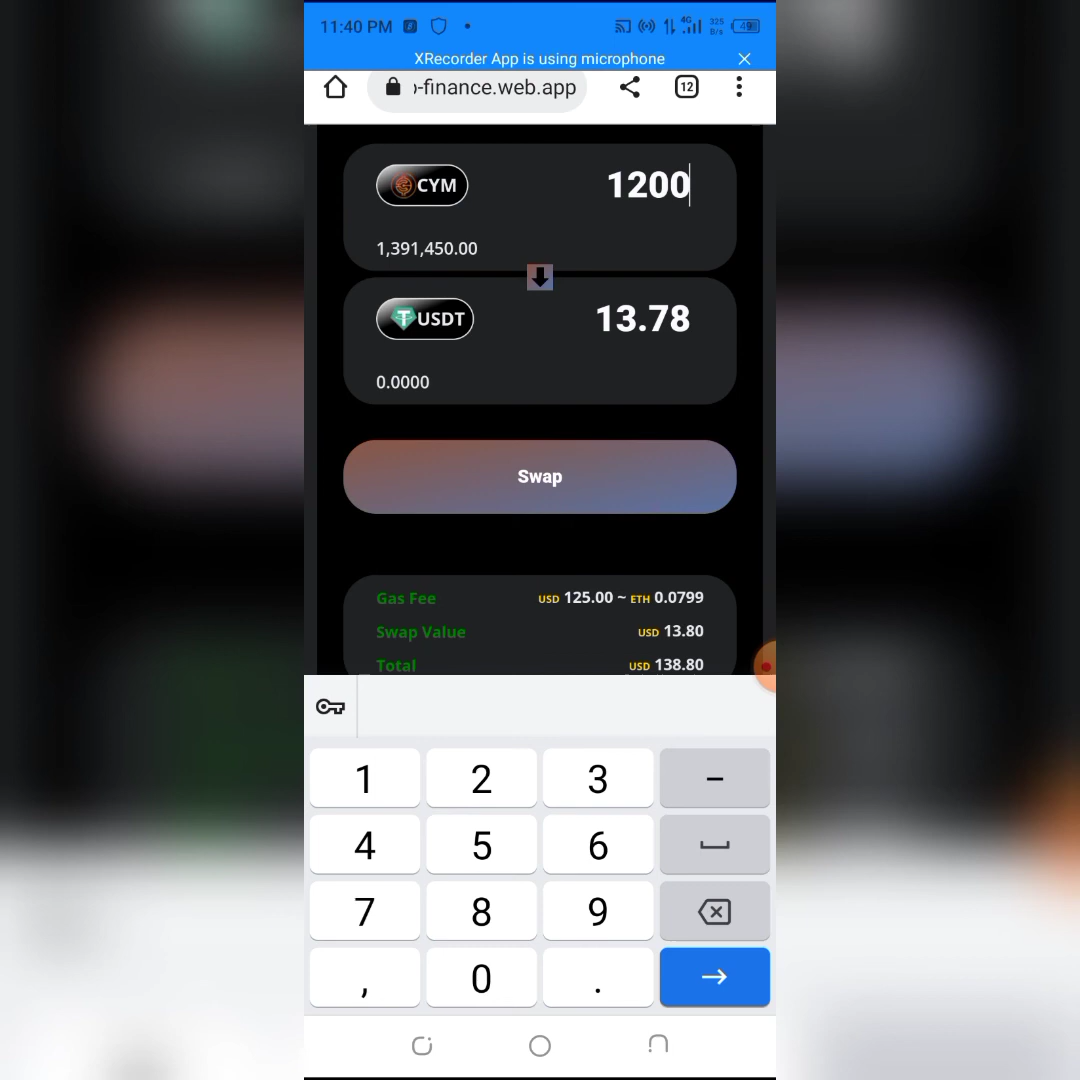 11:40 PM 4G 325 B/s
XRecorder App is using microphone
-finance.web.app 12
CYM 1200
1,391,450.00
USDT 13.78
0.0000
Swap
Gas Fee USD 125.00 ~ ETH 0.0799
Swap Value USD 13.80
Total USD 138.80
1 2 3 -
4 5 6
7 8 9
, 0 .